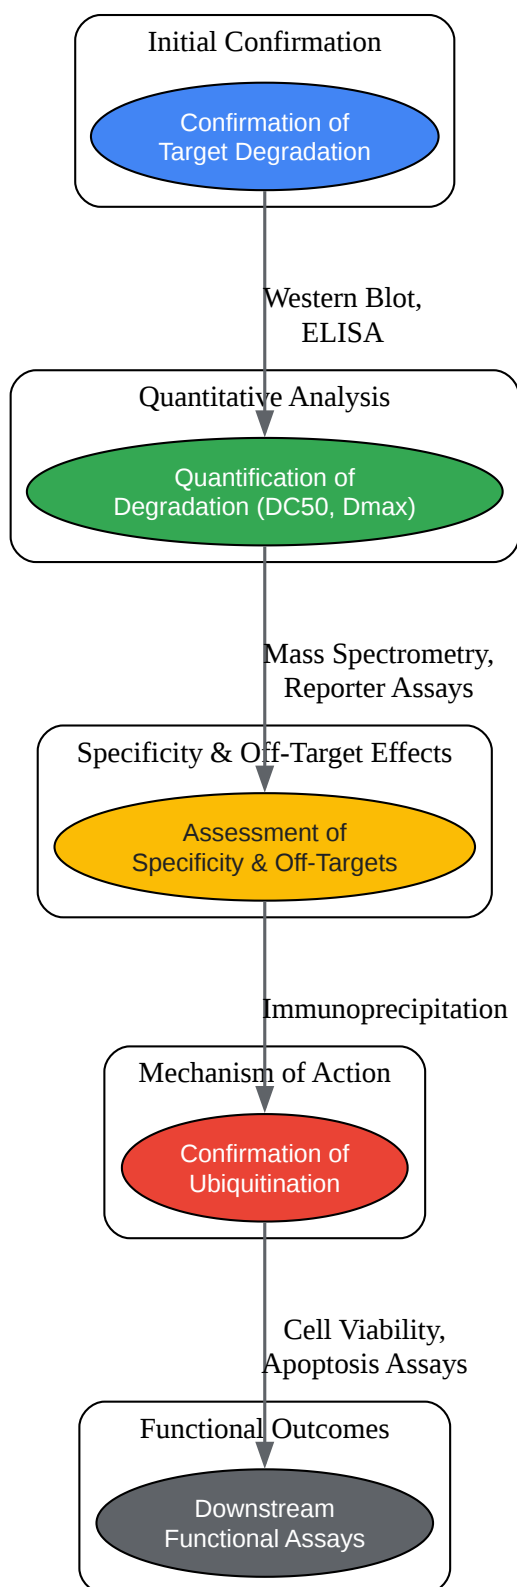 Initial Confirmation
Confirmation of
Target Degradation
Western Blot,
ELISA
Quantitative Analysis
Quantification of
Degradation (DC50, Dmax)
Mass Spectrometry,
Reporter Assays
Specificity & Off-Target Effects
Assessment of
Specificity & Off-Targets
Immunoprecipitation
Mechanism of Action
Confirmation of
Ubiquitination
Cell Viability,
Apoptosis Assays
Functional Outcomes
Downstream
Functional Assays